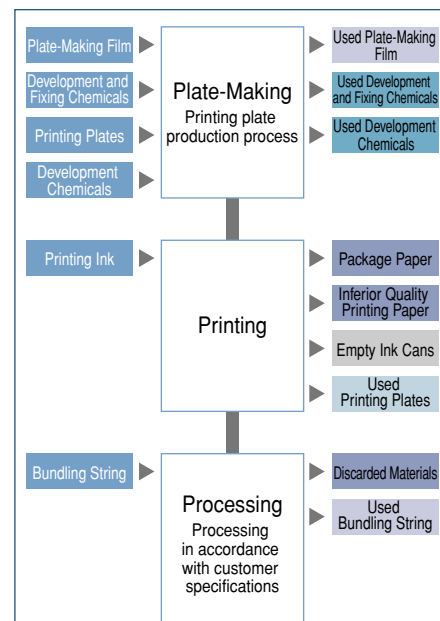 Plate-Making Film
Development and
Fixing Chemicals
Printing Plates
Development
Chemicals
Plate-Making
Printing plate
production process
Used Plate-Making
Film
Used Development
and Fixing Chemicals
Used Development
Chemicals
Printing Ink
Printing
Package Paper
Inferior Quality
Printing Paper
Empty Ink Cans
Used
Printing Plates
Bundling String
Processing
Processing
in accordance
with customer
specifications
Discarded Materials
Used
Bundling String